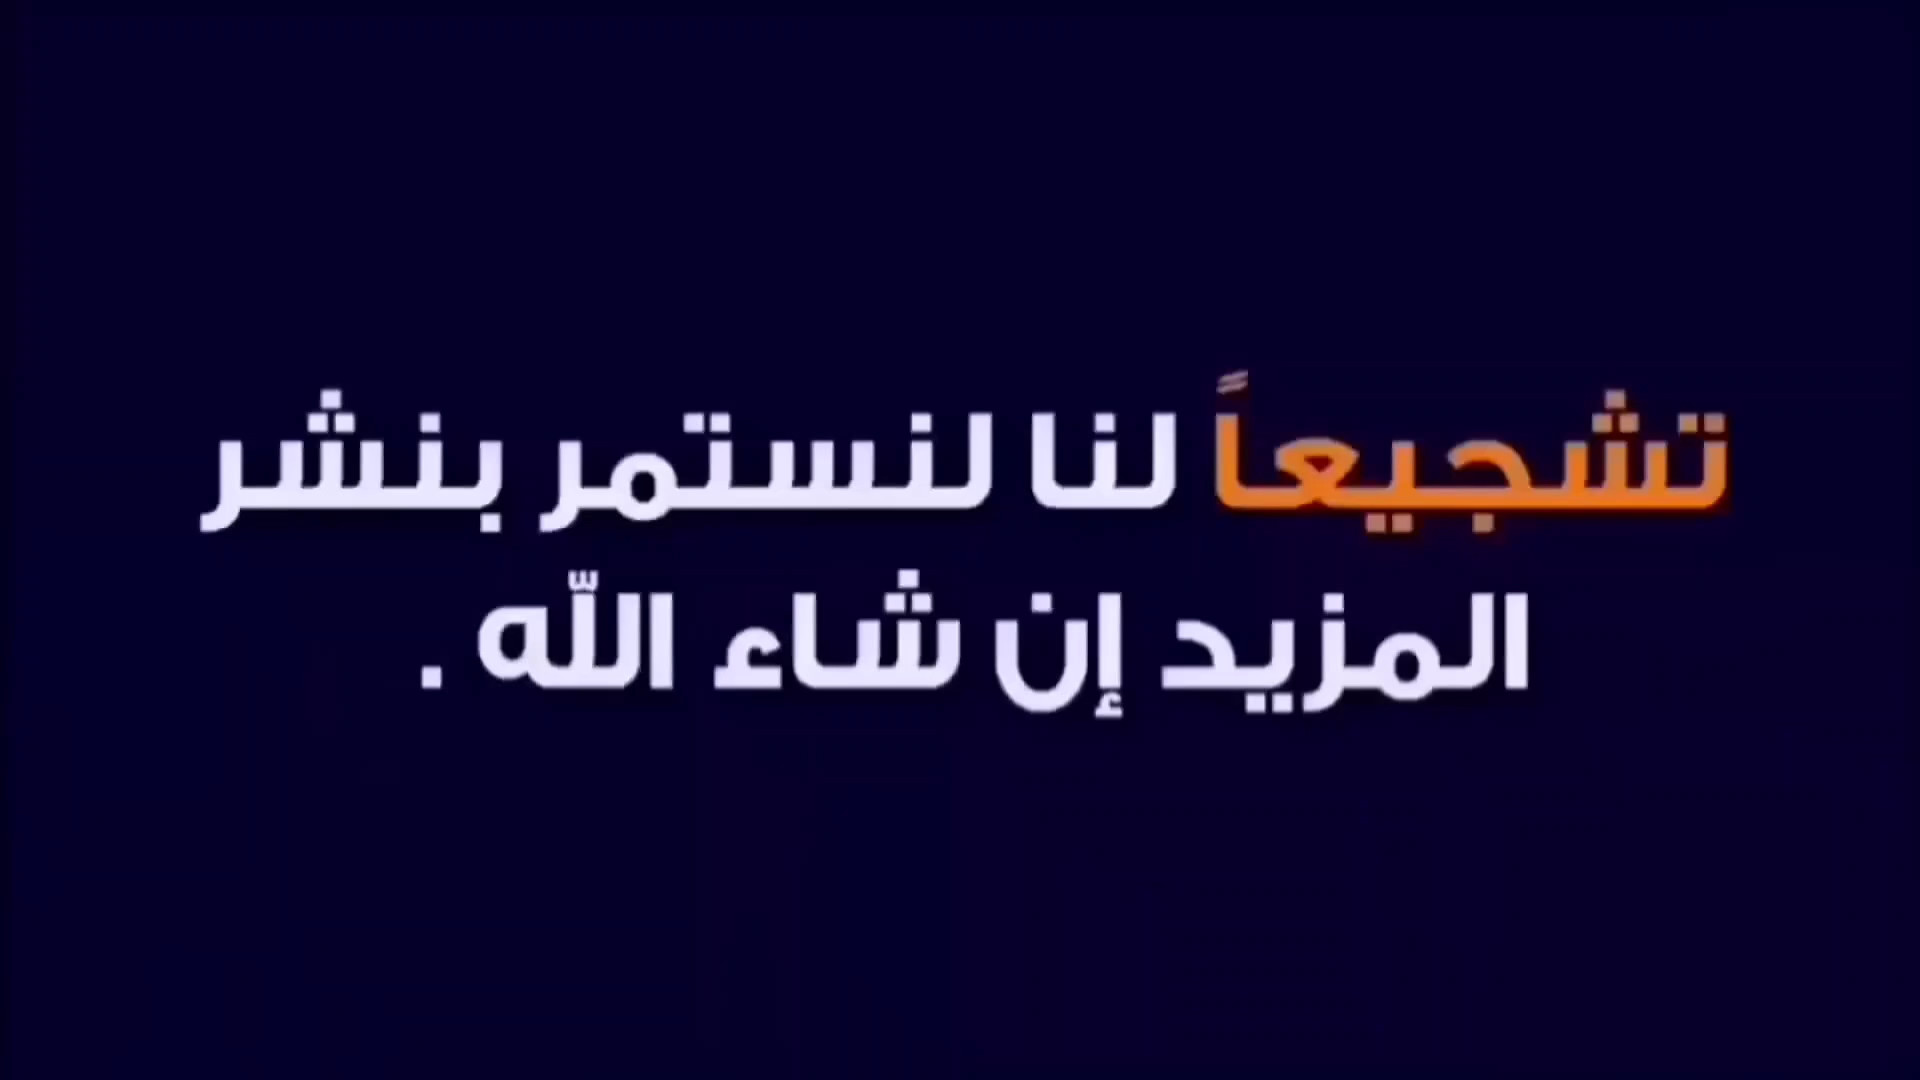 تشجيعاً لنا لنستمر بنشر
المزيد إن شاء اللّه .